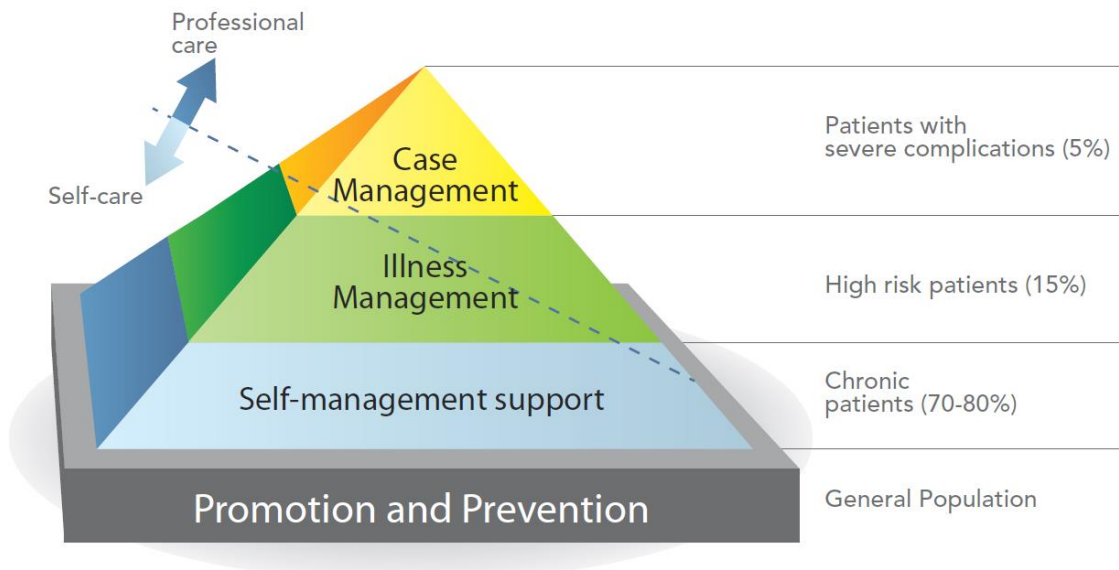 Professional
care
Self-care
Case
Management
Patients with
severe complications (5%)
Illness
Management
High risk patients (15%)
Self-management support
Chronic
patients (70-80%)
Promotion and Prevention
General Population